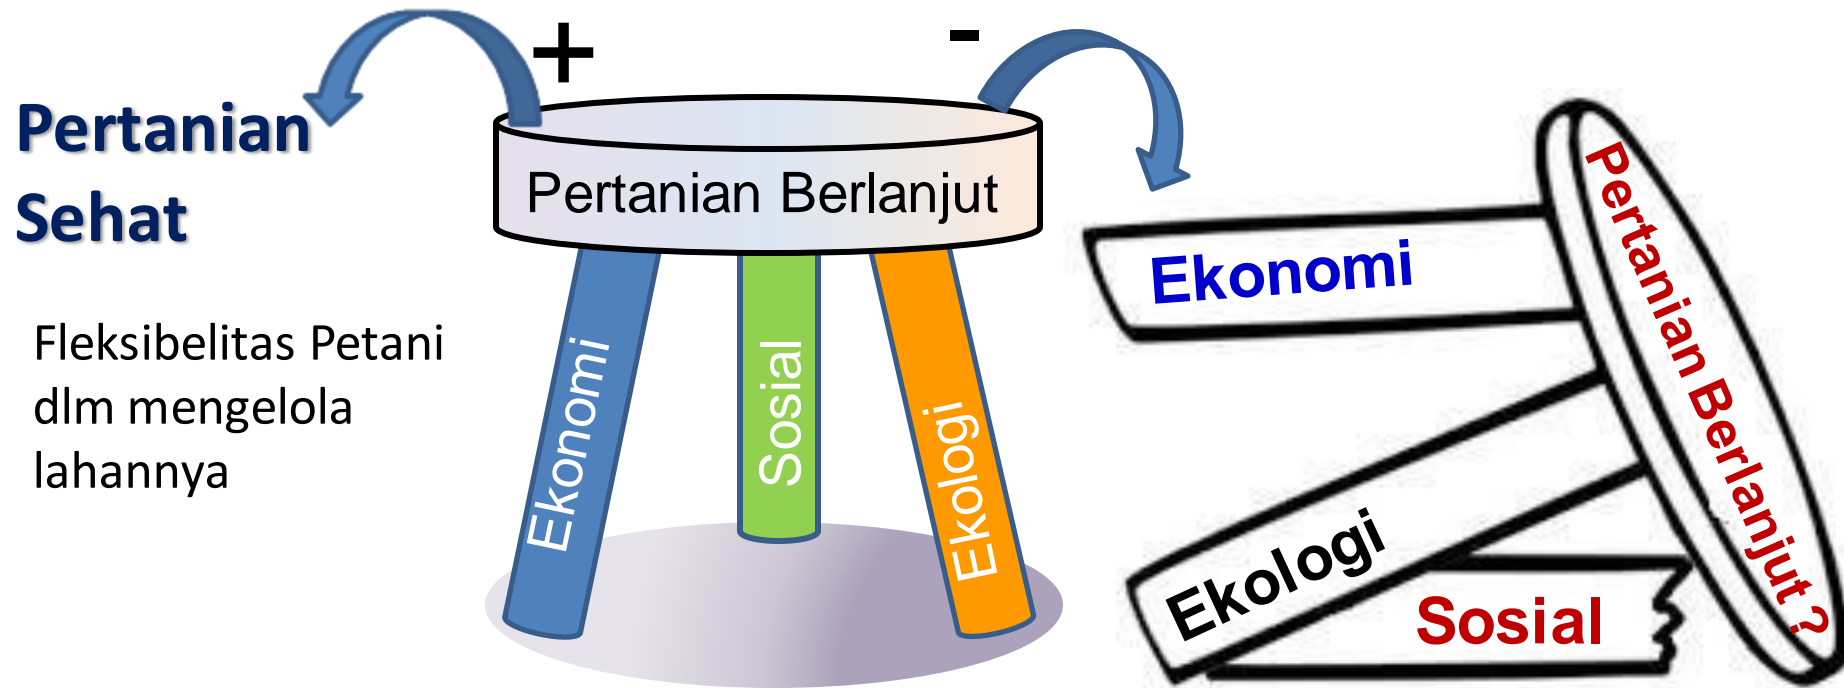 +
-
Pertanian
Sehat
Fleksibelitas Petani
dlm mengelola
lahannya
Pertanian Berlanjut
Ekonomi
Sosial
Ekologi
Ekonomi
Ekologi
Sosial
Pertanian Berlanjut ?